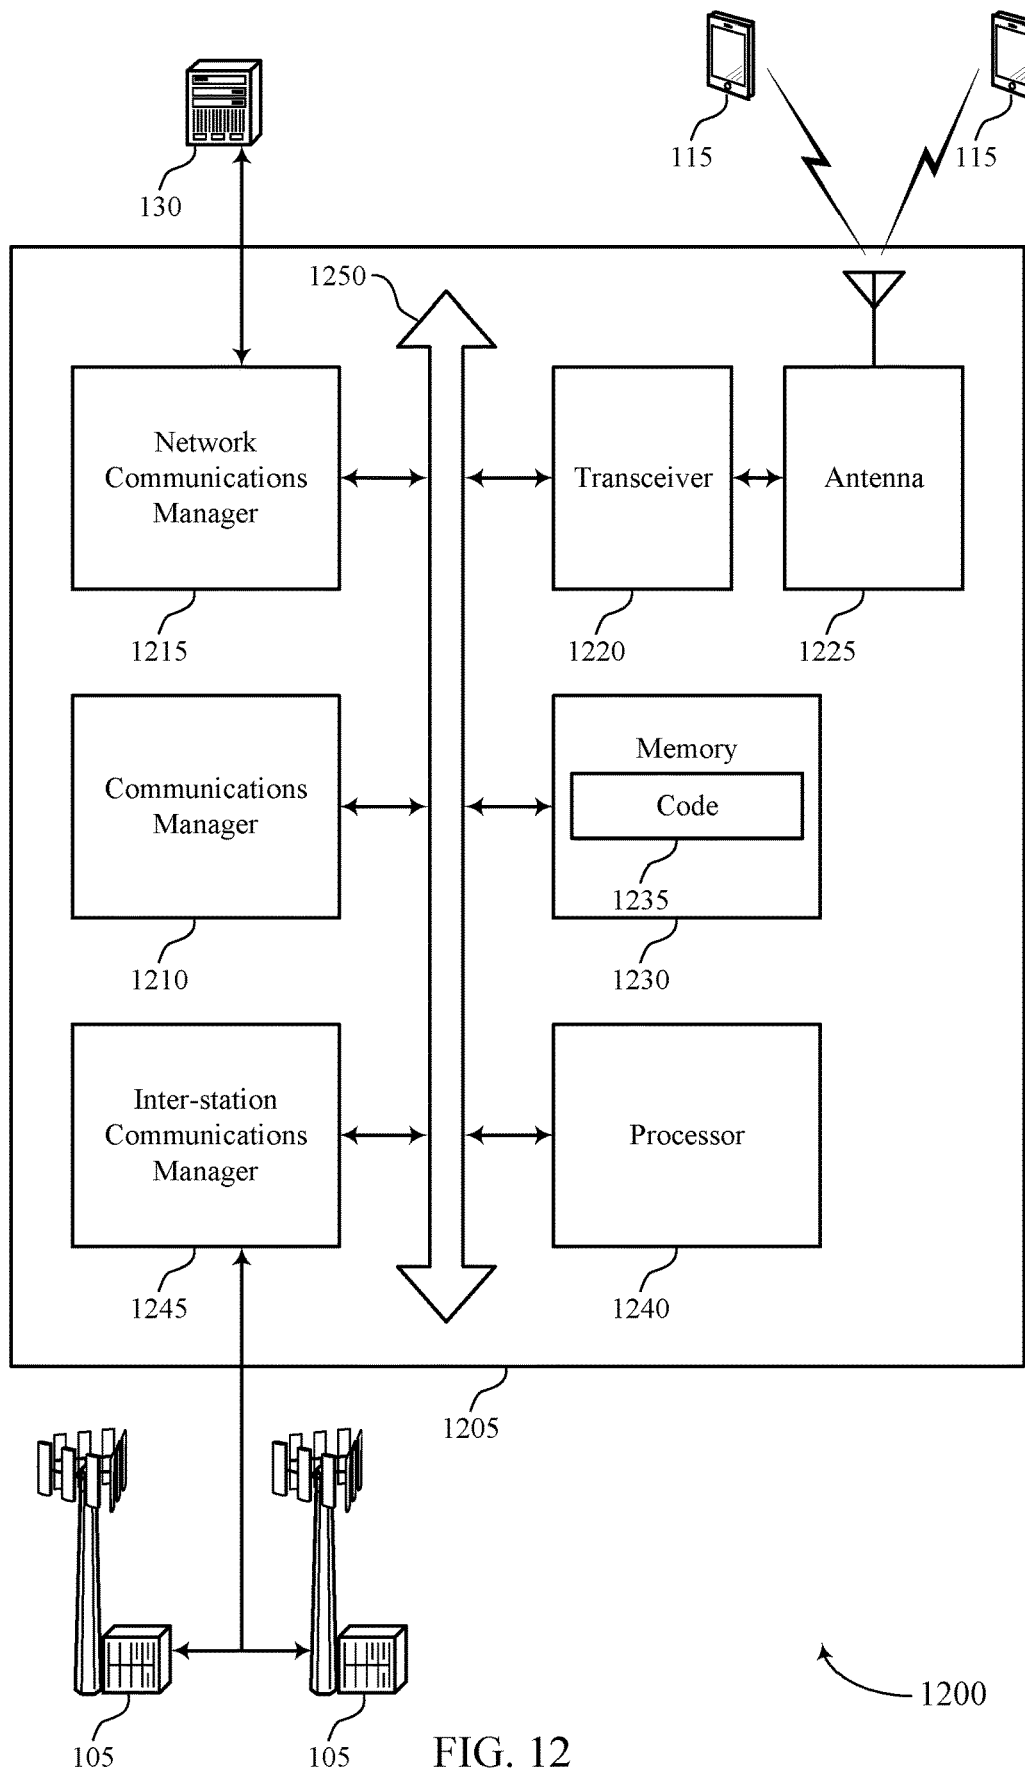 130
115
115
1250
Network
Communications
Manager
1215
Transceiver
1220
Antenna
1225
Communications
Manager
1210
Memory
Code
1235
1230
Inter-station
Communications
Manager
1245
Processor
1240
1205
105
105
1200
FIG. 12